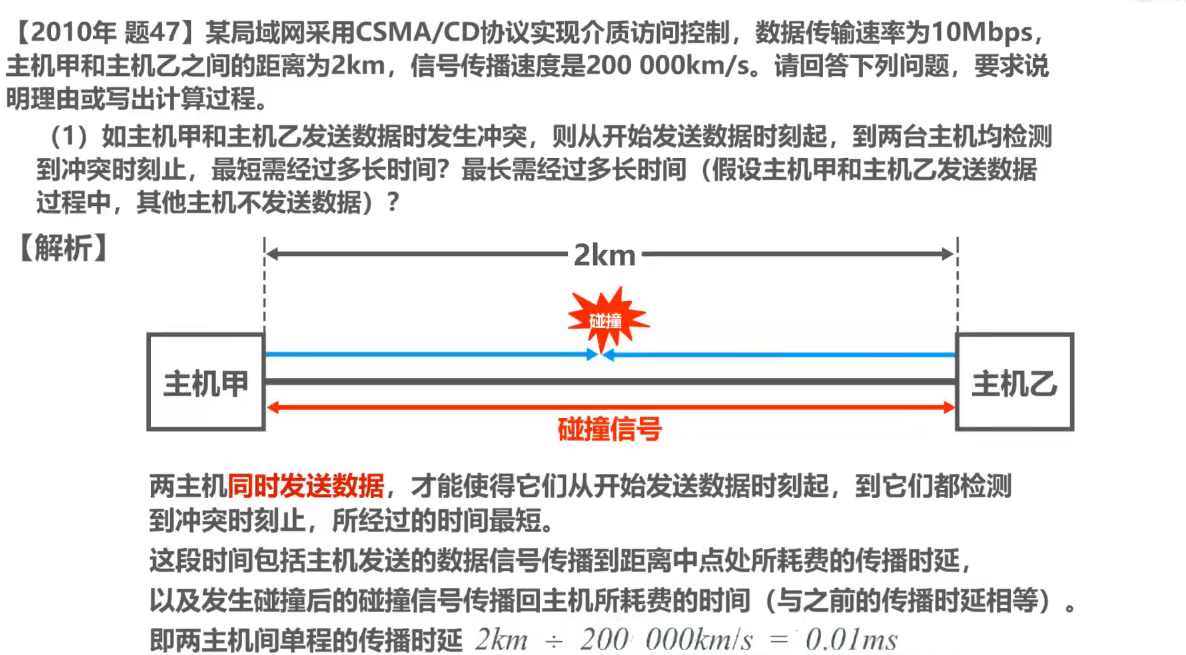 【2010年 题47】某局域网采用CSMA/CD协议实现介质访问控制，数据传输速率为10Mbps，
主机甲和主机乙之间的距离为2km，信号传播速度是200 000km/s。请回答下列问题，要求说
明理由或写出计算过程。
（1）如主机甲和主机乙发送数据时发生冲突，则从开始发送数据时刻起，到两台主机均检测
到冲突时刻止，最短需经过多长时间？最长需经过多长时间（假设主机甲和主机乙发送数据
过程中，其他主机不发送数据）？
【解析】
2km
碰撞
主机甲
主机乙
碰撞信号
两主机同时发送数据，才能使得它们从开始发送数据时刻起，到它们都检测
到冲突时刻止，所经过的时间最短。
这段时间包括主机发送的数据信号传播到距离中点处所耗费的传播时延，
以及发生碰撞后的碰撞信号传播回主机所耗费的时间（与之前的传播时延相等）。
即两主机间单程的传播时延 2km ÷ 200 000km/s = 0.01ms